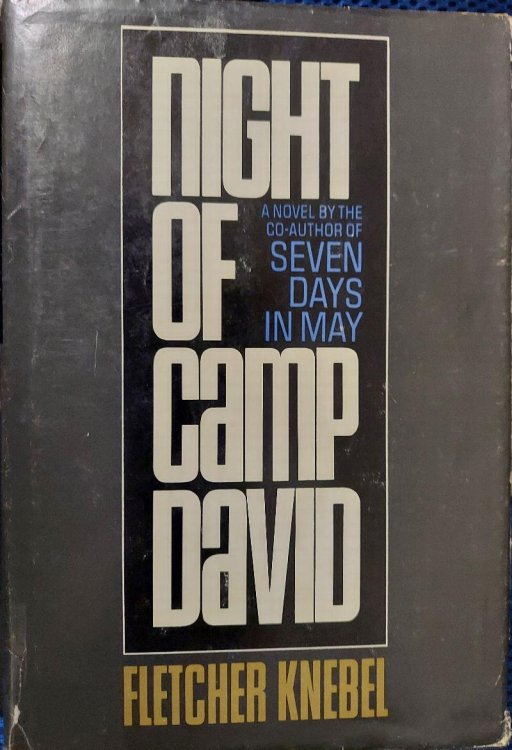 NIGHT
OF
A NOVEL BY THE
CO-AUTHOR OF
SEVEN
DAYS
IN MAY
CAMP
DAVID
FLETCHER KNEBEL